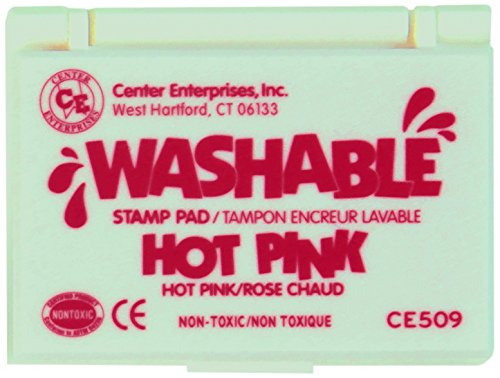 CENTER
CE
ENTERPRISES
Center Enterprises, Inc.
West Hartford, CT 06133
WASHABLE
STAMP PAD / TAMPON ENCREUR LAVABLE
HOT PINK
HOT PINK/ROSE CHAUD
NONTOXIC
CE
NON-TOXIC/NON TOXIQUE
CE509